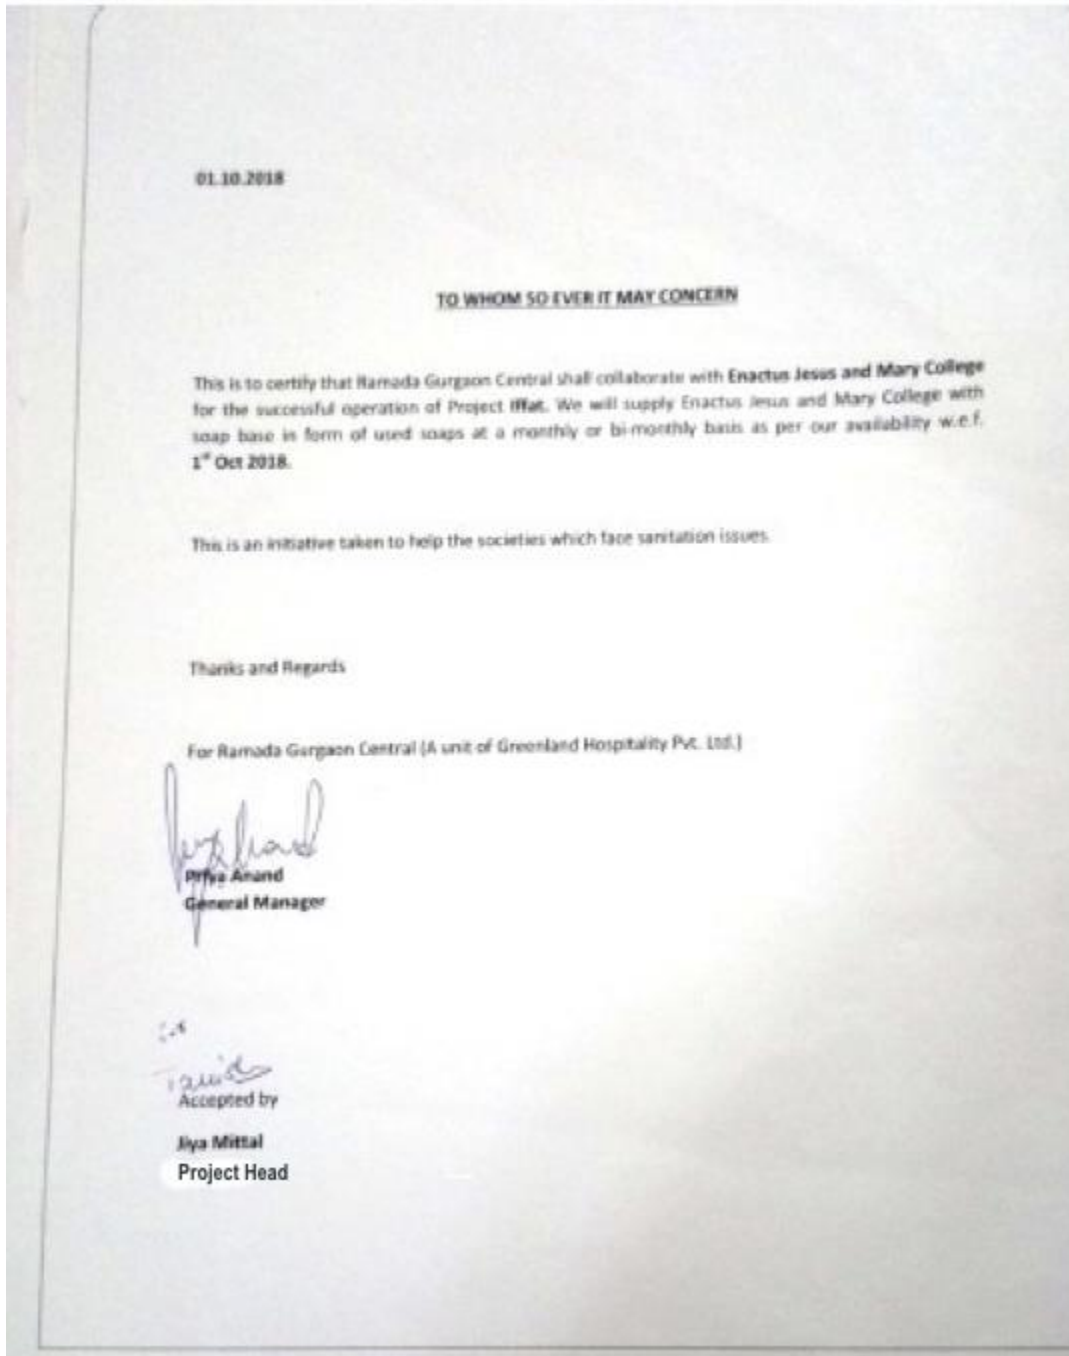 01.10.2018
TO WHOM SO EVER IT MAY CONCERN
This is to certify that Ramada Gurgaon Central shall collaborate with Enactus Jesus and Mary College
for the successful operation of Project Iffat. We will supply Enactus Jesus and Mary College with
soap base in form of used soaps at a monthly or bi-monthly basis as per our availability w.e.f.
1st Oct 2018.
This is an initiative taken to help the societies which face sanitation issues.
Thanks and Regards
For Ramada Gurgaon Central (A unit of Greenland Hospitality Pvt. Ltd.)
Priya Anand
General Manager
Accepted by
Jiya Mittal
Project Head